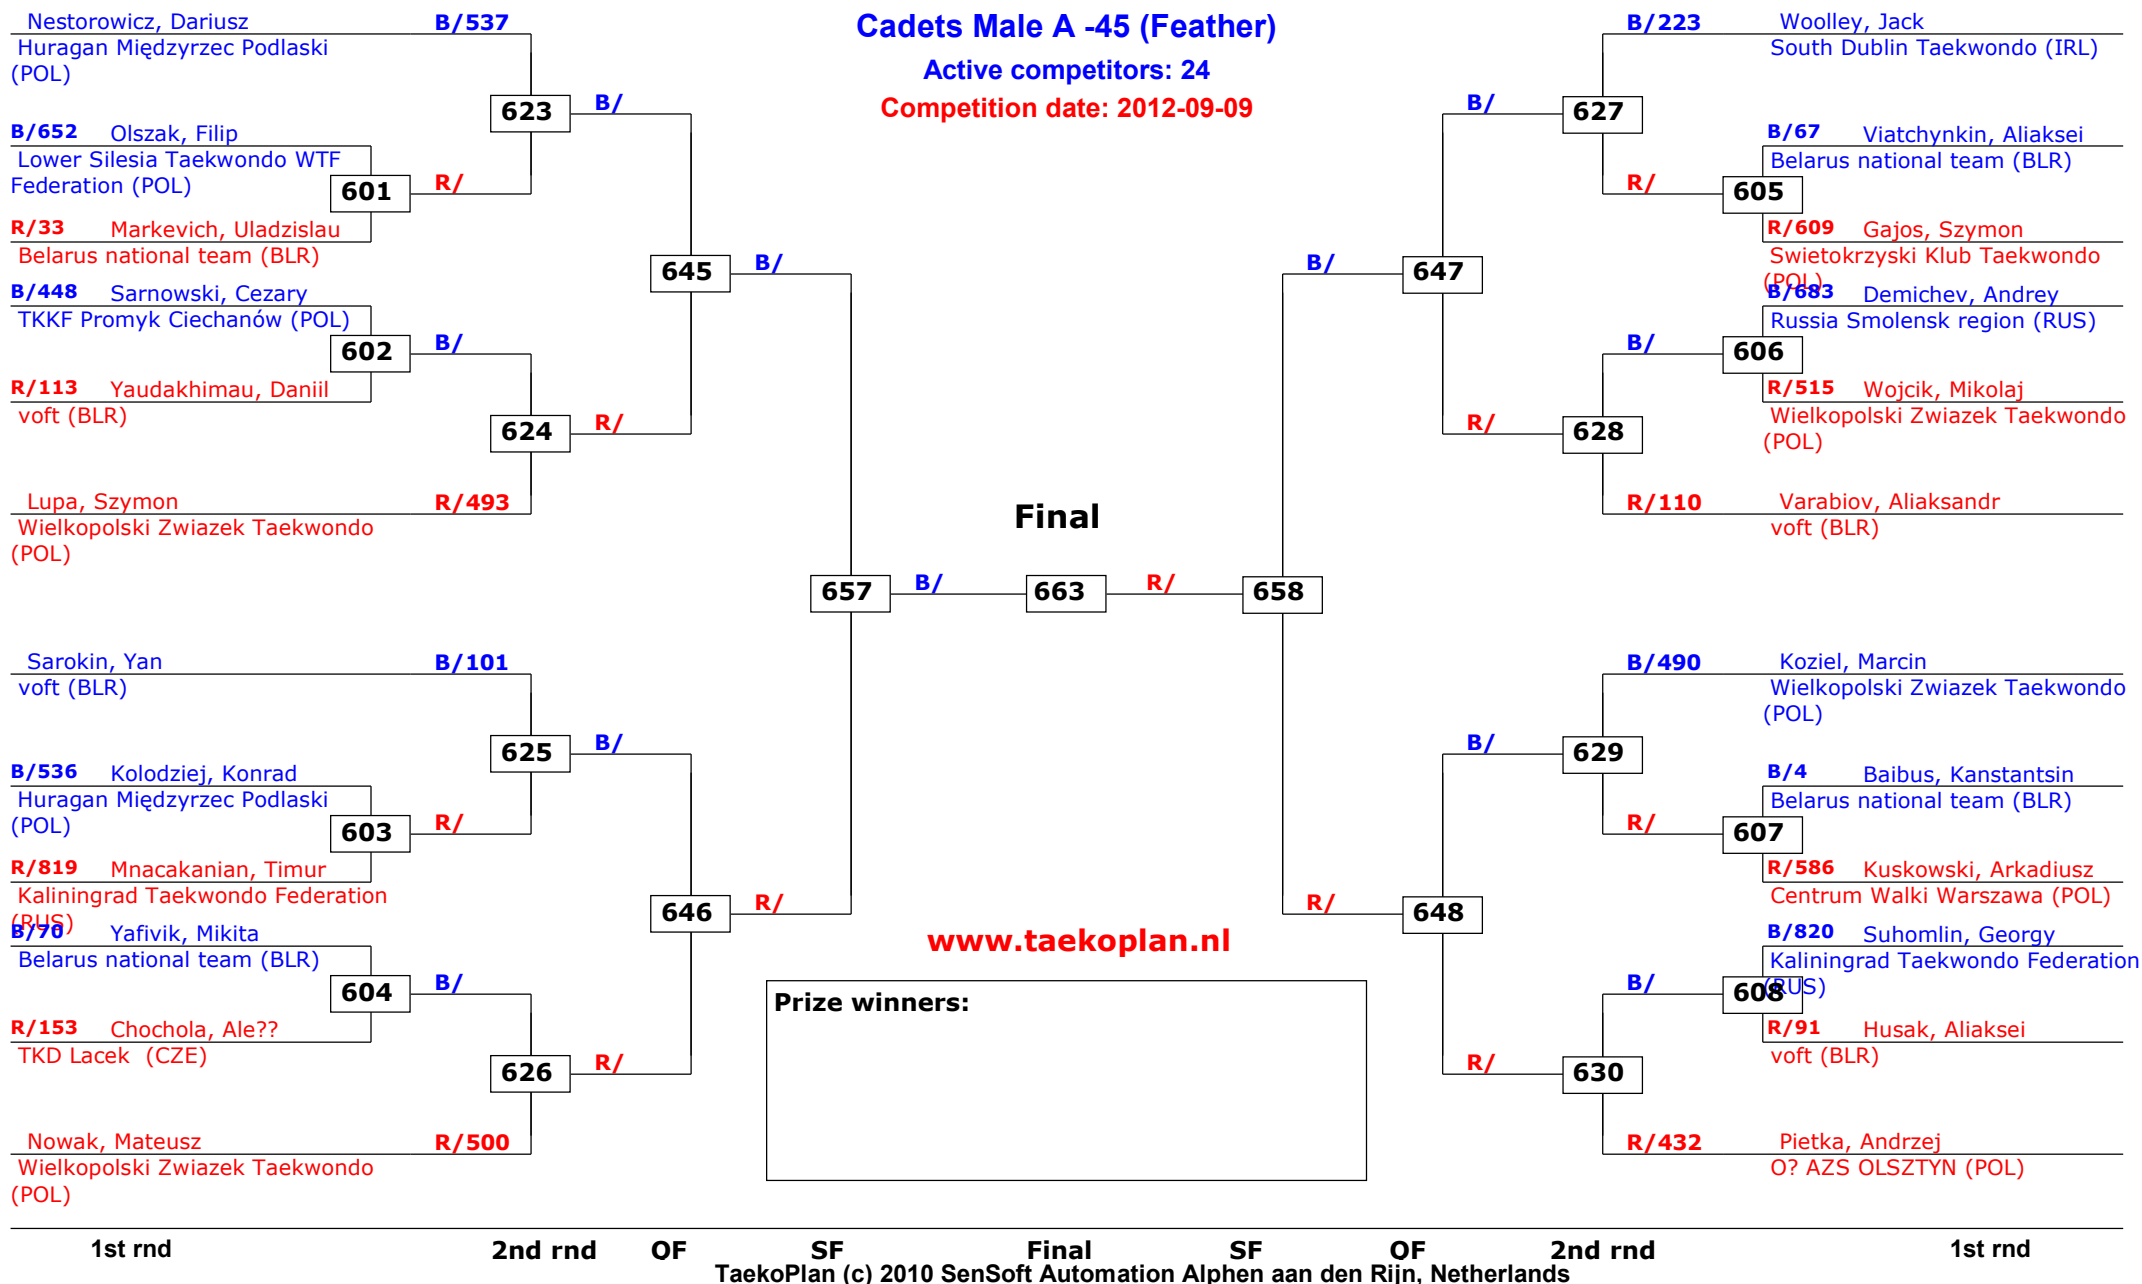 Cadets Male A -45 (Feather)
Active competitors: 24
Competition date: 2012-09-09
Nestorowicz, Dariusz B/537
Huragan Międzyrzec Podlaski
(POL)
623
B/
B/652 Olszak, Filip
Lower Silesia Taekwondo WTF
Federation (POL)
601
R/
R/33 Markevich, Uladzislau
Belarus national team (BLR)
645
B/
B/448 Sarnowski, Cezary
TKKF Promyk Ciechanów (POL)
602
B/
R/113 Yaudakhimau, Daniil
voft (BLR)
624
R/
Lupa, Szymon R/493
Wielkopolski Zwiazek Taekwondo
(POL)
Final
657
B/
663
R/
658
Sarokin, Yan B/101
voft (BLR)
625
B/
B/536 Kolodziej, Konrad
Huragan Międzyrzec Podlaski
(POL)
603
R/
R/819 Mnacakanian, Timur
Kaliningrad Taekwondo Federation
(RUS)
646
R/
B/70 Yafivik, Mikita
Belarus national team (BLR)
604
B/
R/153 Chochola, Ale??
TKD Lacek (CZE)
626
R/
Nowak, Mateusz R/500
Wielkopolski Zwiazek Taekwondo
(POL)
B/223 Woolley, Jack
South Dublin Taekwondo (IRL)
B/
627
B/67 Viatchynkin, Aliaksei
Belarus national team (BLR)
R/
605
R/609 Gajos, Szymon
Swietokrzyski Klub Taekwondo
(POL)
B/
647
B/683 Demichev, Andrey
Russia Smolensk region (RUS)
B/
606
R/515 Wojcik, Mikolaj
Wielkopolski Zwiazek Taekwondo
(POL)
R/
628
R/110 Varabiov, Aliaksandr
voft (BLR)
B/490 Koziel, Marcin
Wielkopolski Zwiazek Taekwondo
(POL)
B/
629
B/4 Baibus, Kanstantsin
Belarus national team (BLR)
R/
607
R/586 Kuskowski, Arkadiusz
Centrum Walki Warszawa (POL)
R/
648
B/820 Suhomlin, Georgy
Kaliningrad Taekwondo Federation
(RUS)
B/
608
R/91 Husak, Aliaksei
voft (BLR)
R/
630
R/432 Pietka, Andrzej
O? AZS OLSZTYN (POL)
www.taekoplan.nl
Prize winners:
1st rnd 2nd rnd QF SF Final SF QF 2nd rnd 1st rnd
TaekoPlan (c) 2010 SenSoft Automation Alphen aan den Rijn, Netherlands